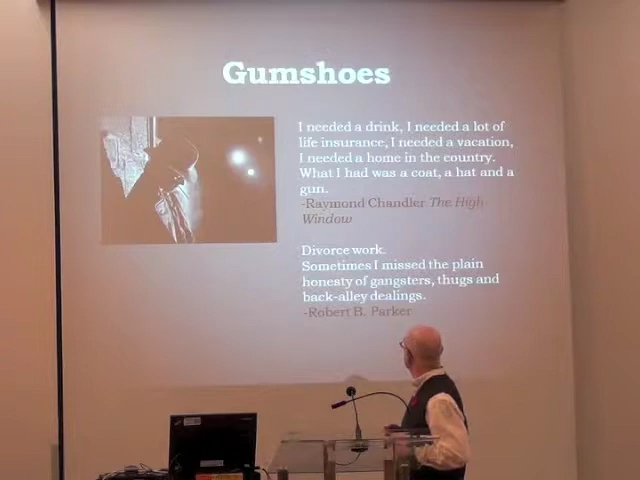 Gumshoes
I needed a drink, I needed a lot of
life insurance, I needed a vacation,
I needed a home in the country.
What I had was a coat, a hat and a
gun.
-Raymond Chandler The High
Window
Divorce work.
Sometimes I missed the plain
honesty of gangsters, thugs and
back-alley dealings.
-Robert B. Parker